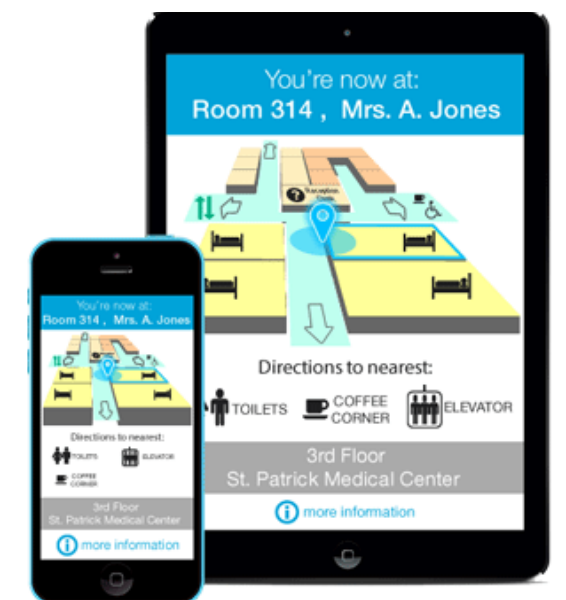 You're now at:
Room 314 , Mrs. A. Jones
?
Reception
Directions to nearest:
TOILETS
COFFEE
CORNER
ELEVATOR
3rd Floor
St. Patrick Medical Center
i more information
You're now at:
Room 314 , Mrs. A. Jones
Directions to nearest:
TOILETS
ELEVATOR
COFFEE
CORNER
3rd Floor
St. Patrick Medical Center
i more information